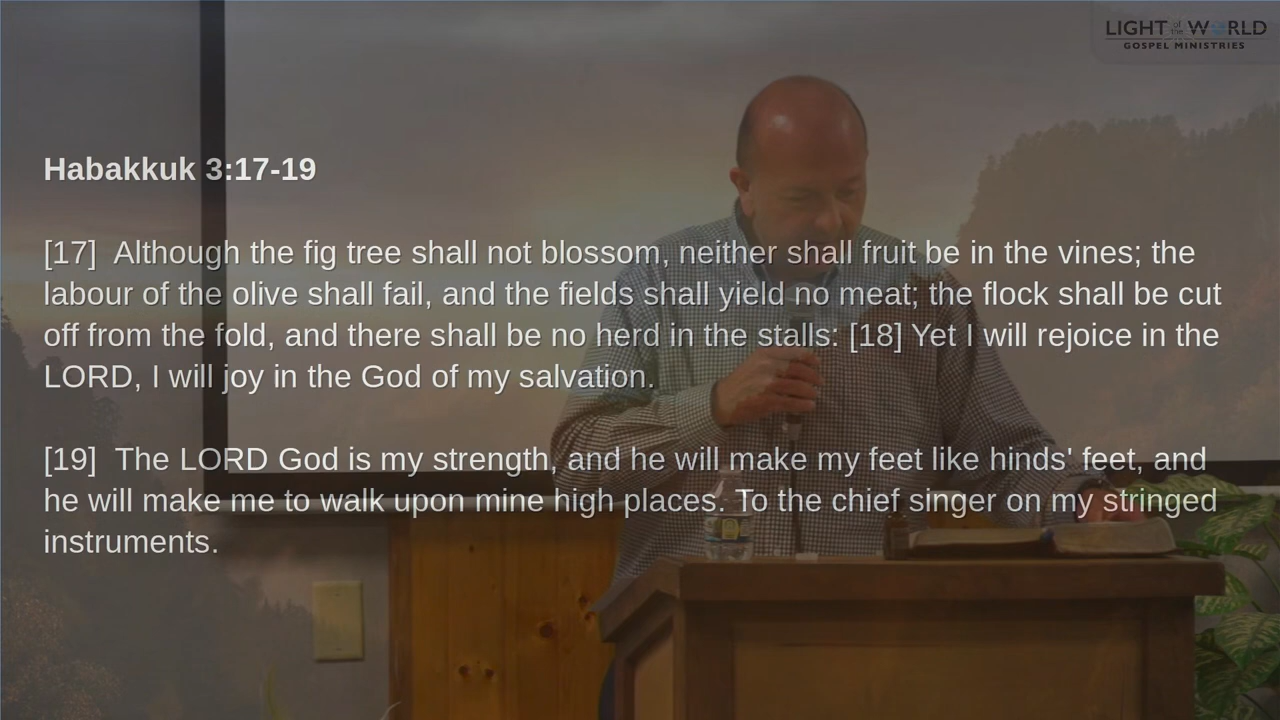 LIGHT of the WORLD
GOSPEL MINISTRIES
Habakkuk 3:17-19
[17]  Although the fig tree shall not blossom, neither shall fruit be in the vines; the
labour of the olive shall fail, and the fields shall yield no meat; the flock shall be cut
off from the fold, and there shall be no herd in the stalls: [18] Yet I will rejoice in the
LORD, I will joy in the God of my salvation.
[19]  The LORD God is my strength, and he will make my feet like hinds' feet, and
he will make me to walk upon mine high places. To the chief singer on my stringed
instruments.